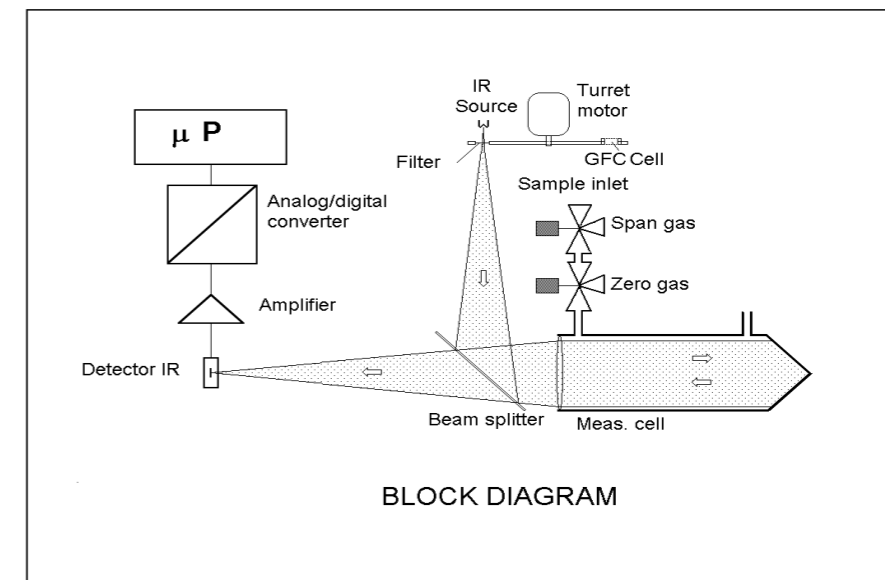 IR
Source
Turret
motor
μ P
Filter
GFC Cell
Sample inlet
Analog/digital
converter
Span gas
Zero gas
Amplifier
Detector IR
Beam splitter
Meas. cell
BLOCK DIAGRAM